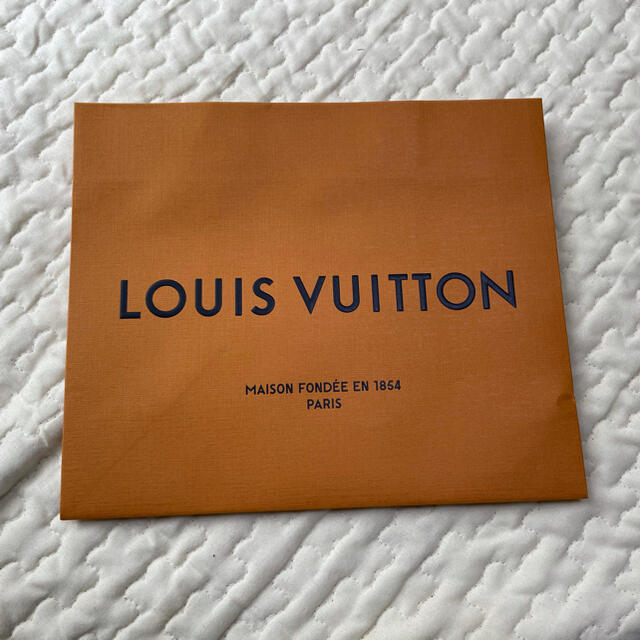 LOUIS VUITTON
MAISON FONDÉE EN 1854
PARIS